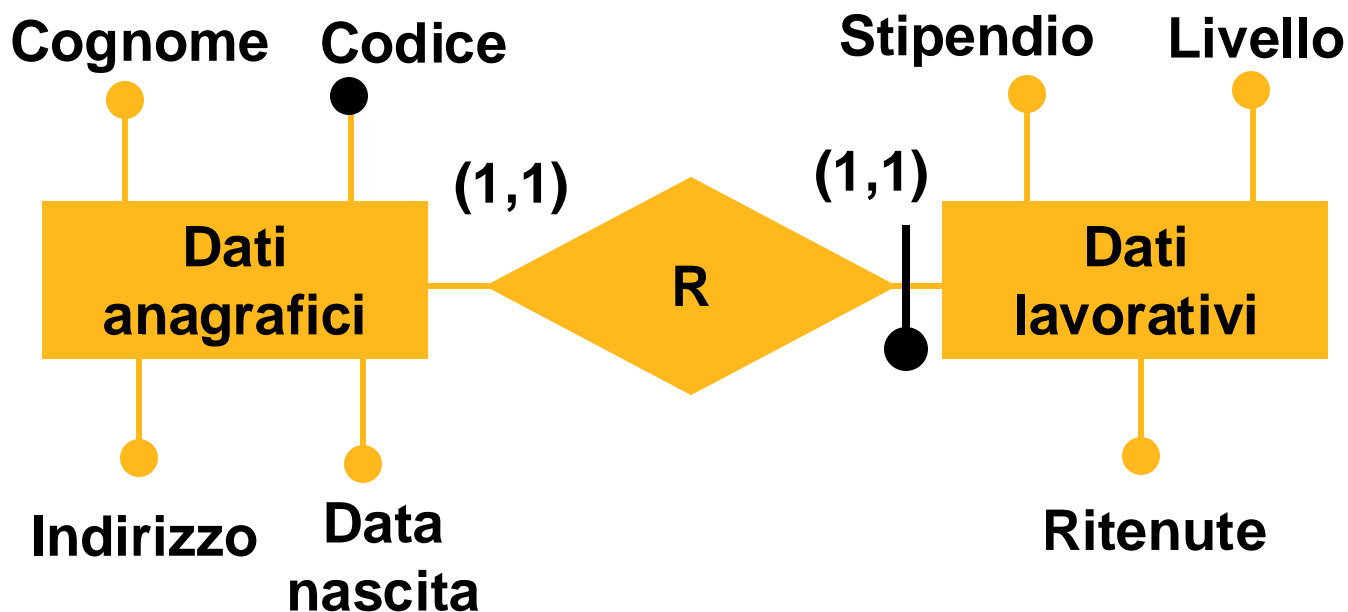 Cognome
Codice
Stipendio
Livello
(1,1)
(1,1)
Dati
anagrafici
R
Dati
lavorativi
Indirizzo
Data
nascita
Ritenute